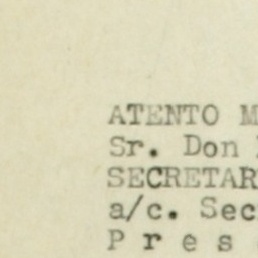 ATENTO M
Sr. Don
SECRETAR
a/c. Sec
P r e s